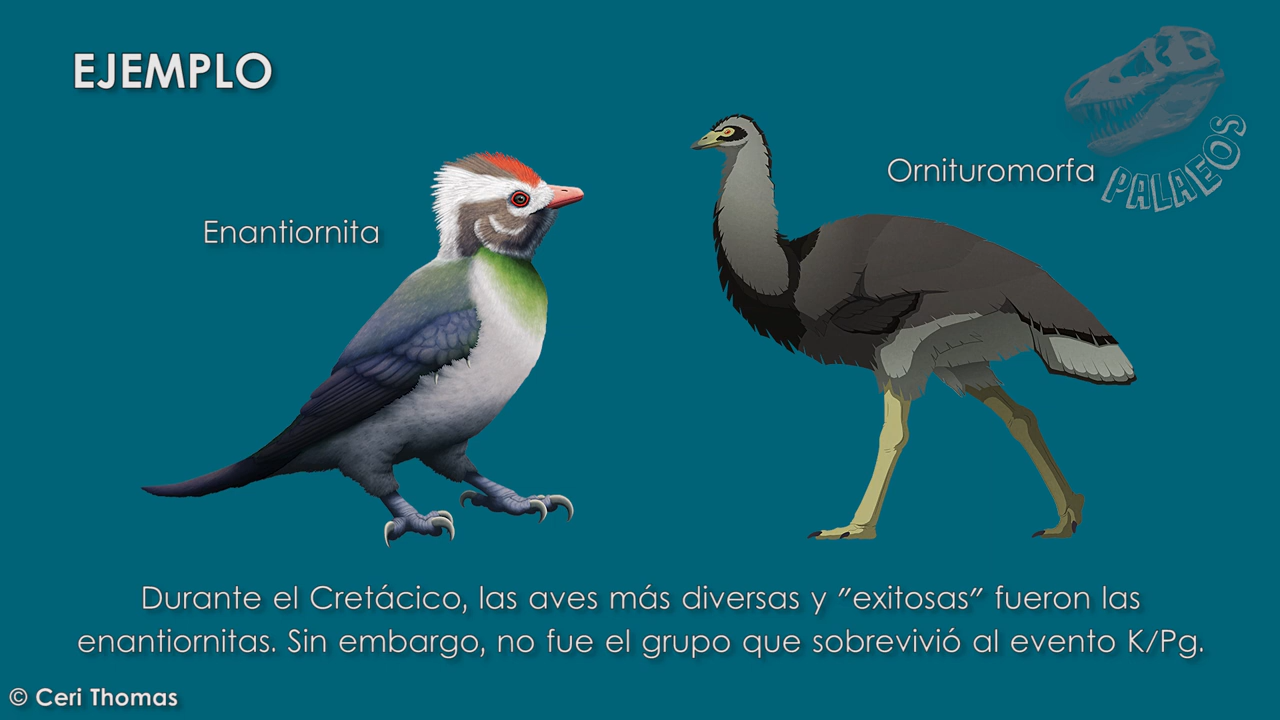 EJEMPLO
PALAEOS
Ornituromorfa
Enantiornita
Durante el Cretácico, las aves más diversas y "exitosas" fueron las
enantiornitas. Sin embargo, no fue el grupo que sobrevivió al evento K/Pg.
© Ceri Thomas